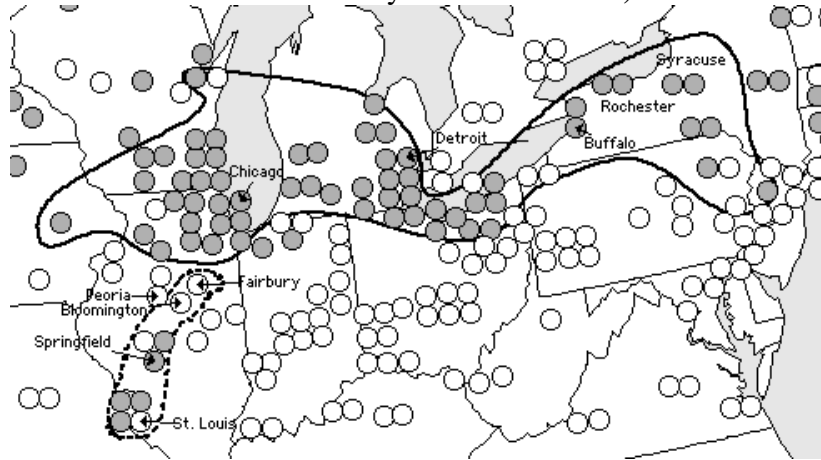 Syracuse
Rochester
Detroit
Buffalo
Chicago
Fairbury
Peoria
Bloomington
Springfield
St. Louis